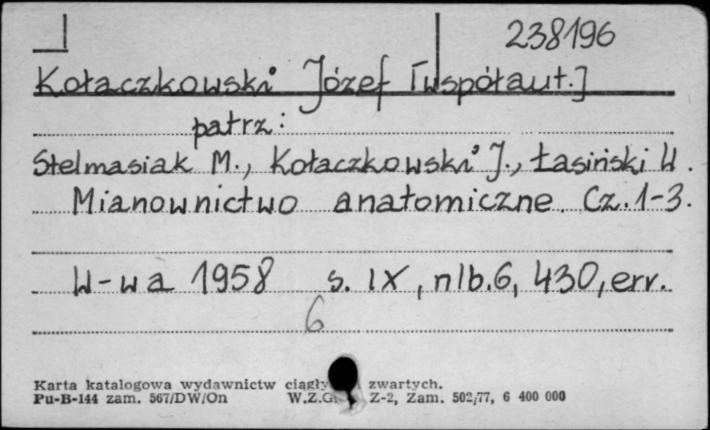 238196
Kołaczkowski Józef [współaut.]
patrz:
Stelmasiak M., Kołaczkowski J., Łasiński W.
Mianownictwo anatomiczne Cz. 1-3.
W-wa 1958 s. IX, nlb. 6, 430, err.
6
Karta katalogowa wydawnictw zwartych.
Pu-B-144 zam. 567/DW/On W.Z.G. Z-2, Zam. 502/77, 6 400 000